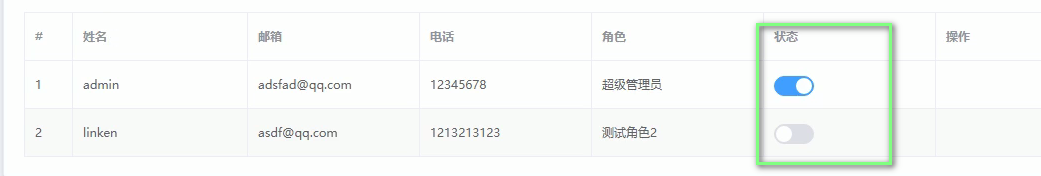 # 姓名 邮箱 电话 角色 状态 操作
1 admin adsfad@qq.com 12345678 超级管理员
2 linken asdf@qq.com 1213213123 测试角色2